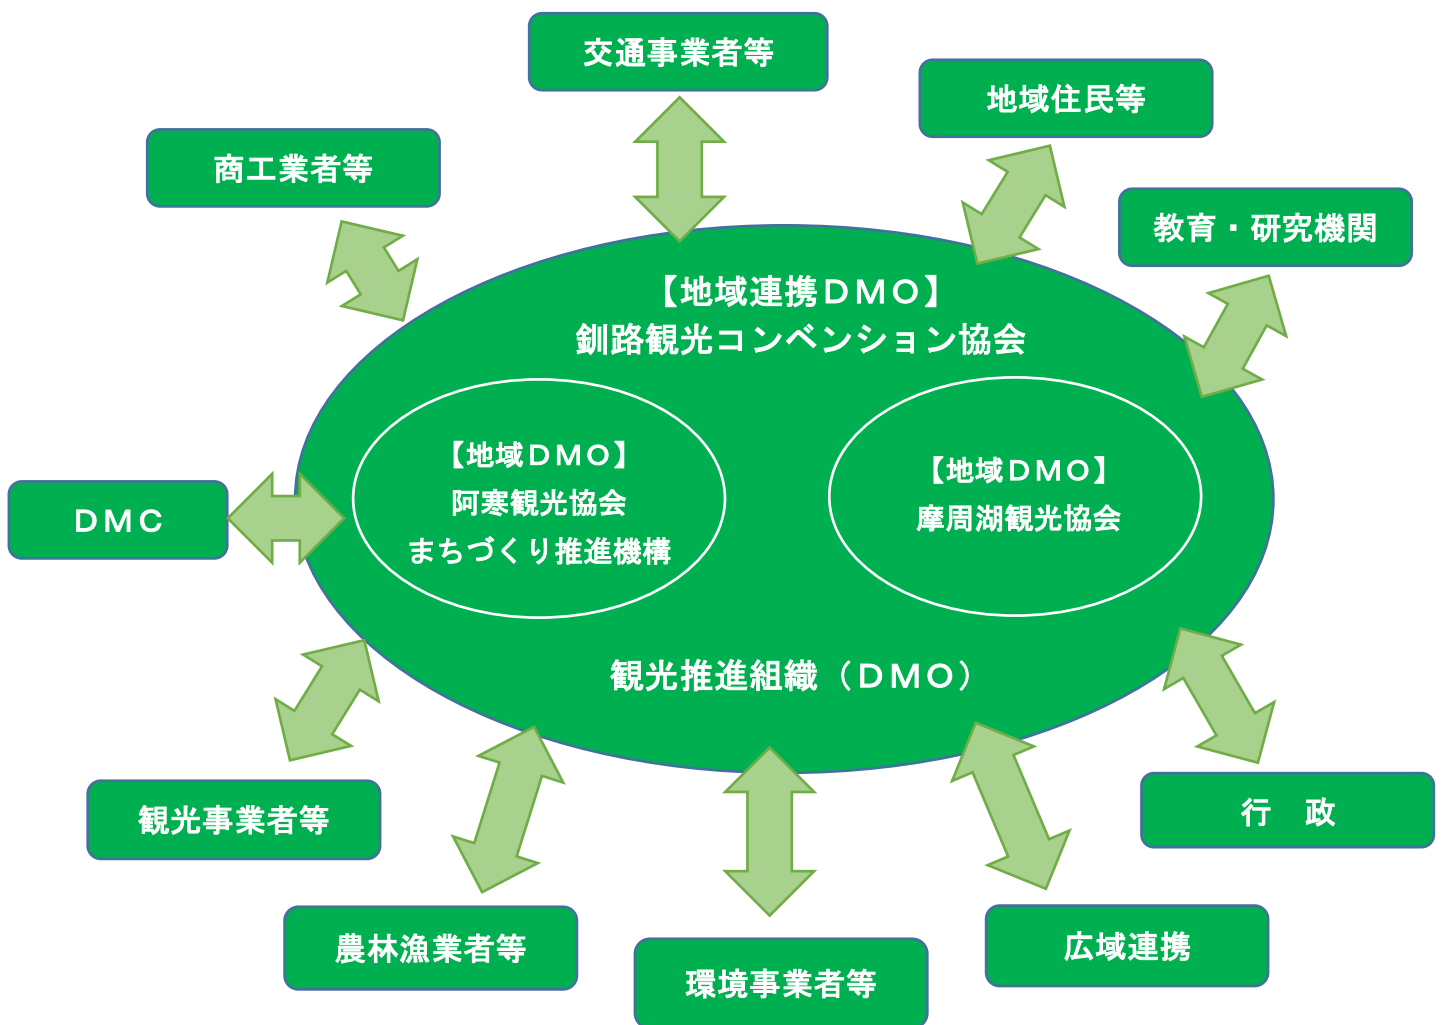 交通事業者等
地域住民等
商工業者等
教育・研究機関
【地域連携ＤＭＯ】
釧路観光コンベンション協会
【地域ＤＭＯ】
阿寒観光協会
まちづくり推進機構
【地域ＤＭＯ】
摩周湖観光協会
ＤＭＣ
観光推進組織（ＤＭＯ）
観光事業者等
行　政
農林漁業者等
環境事業者等
広域連携